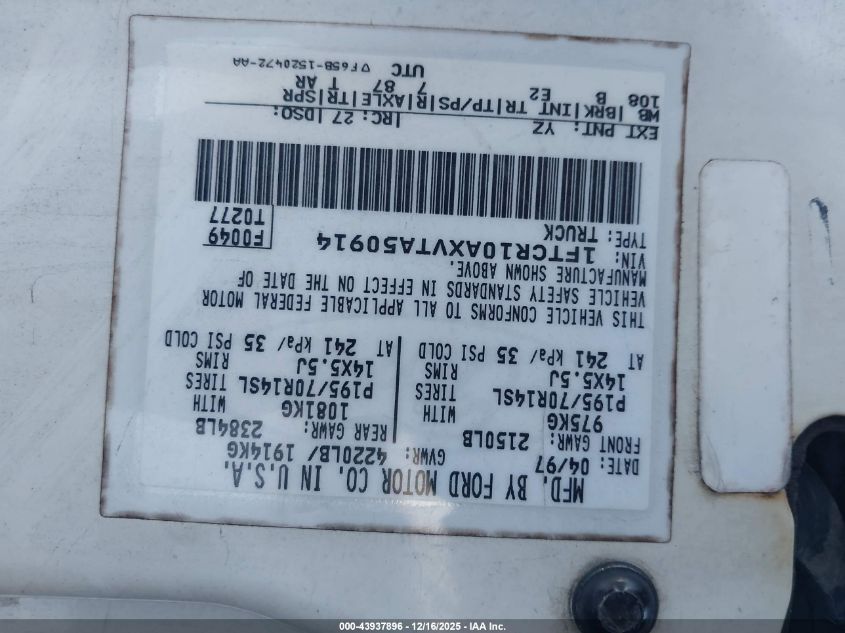 MFD. BY FORD MOTOR CO. IN U.S.A.
DATE: 04/97 GVWR: 4220LB/ 1914KG
FRONT GAWR: 2150LB REAR GAWR: 2384LB
975KG WITH 1081KG WITH
P195/70R14SL TIRES P195/70R14SL TIRES
14X5.5J RIMS 14X5.5J RIMS
AT 241 kPa/ 35 PSI COLD AT 241 kPa/ 35 PSI COLD
THIS VEHICLE CONFORMS TO ALL APPLICABLE FEDERAL MOTOR
VEHICLE SAFETY STANDARDS IN EFFECT ON THE DATE OF
MANUFACTURE SHOWN ABOVE.
VIN: 1FTCR10AXVTA50914 F0049
TYPE: TRUCK T0277
EXT PNT: YZ RC: 27 DSO:
WB BRK INT TR TP/PS R AXLE TR SPR
108 B E2 7 87 T AR
UTC ▽F65B-1520472-AA
000-43937896 - 12/16/2025 - IAA Inc.